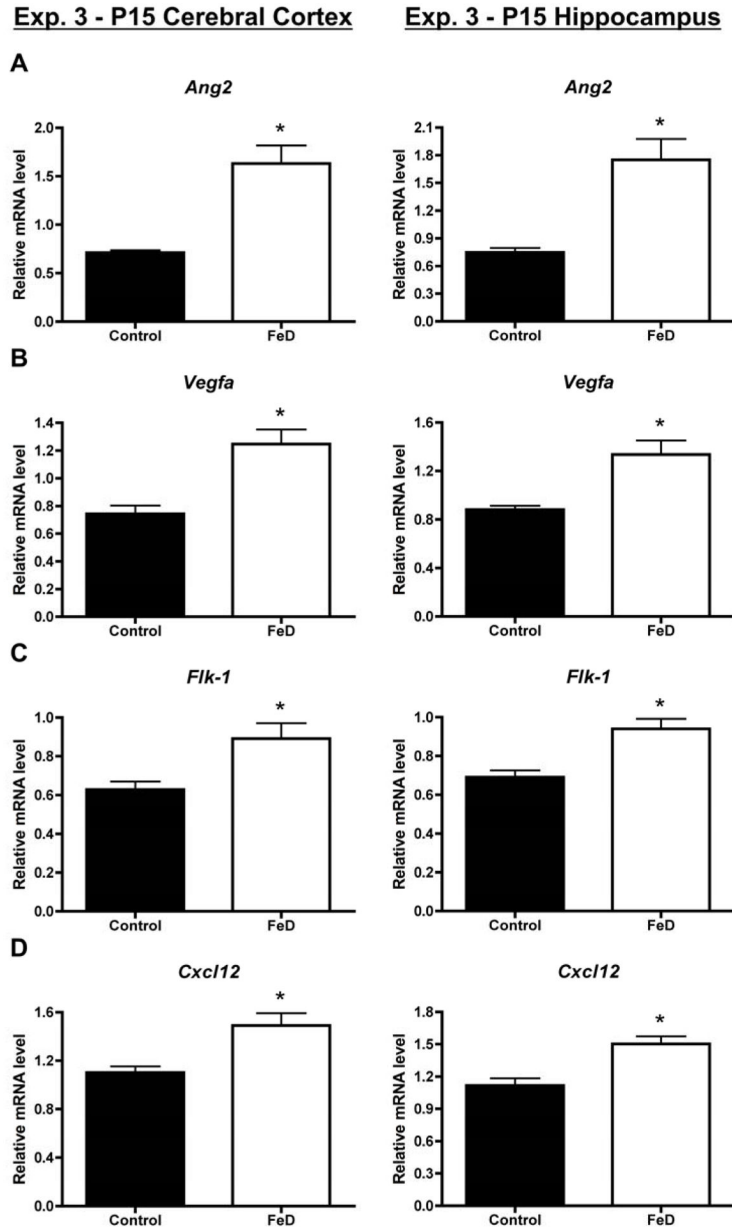 Exp. 3 - P15 Cerebral Cortex
Exp. 3 - P15 Hippocampus
A
Ang2
Relative mRNA level
2.0
1.5
1.0
0.5
0.0
*
Control
FeD
Ang2
Relative mRNA level
2.1
1.8
1.5
1.2
0.9
0.6
0.3
0.0
*
Control
FeD
B
Vegfa
Relative mRNA level
1.4
1.2
1.0
0.8
0.6
0.4
0.2
0.0
*
Control
FeD
Vegfa
Relative mRNA level
1.6
1.2
0.8
0.4
0.0
*
Control
FeD
C
Flk-1
Relative mRNA level
1.0
0.8
0.6
0.4
0.2
0.0
*
Control
FeD
Flk-1
Relative mRNA level
1.0
0.8
0.6
0.4
0.2
0.0
*
Control
FeD
D
Cxcl12
Relative mRNA level
1.6
1.2
0.8
0.4
0.0
*
Control
FeD
Cxcl12
Relative mRNA level
1.8
1.5
1.2
0.9
0.6
0.3
0.0
*
Control
FeD